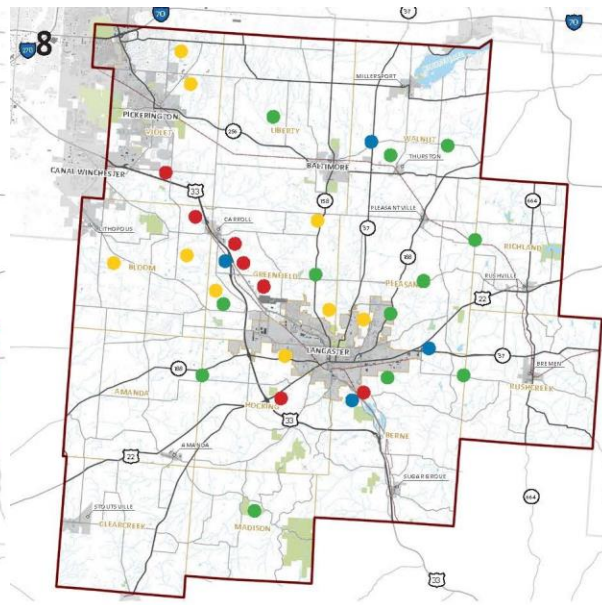 37
70
70
270
8
MILLERSPORT
PICKERINGTON
VIOLET
LIBERTY
256
WALNUT
BALTIMORE
THURSTON
CANAL WINCHESTER
33
158
664
CARROLL
PLEASANTVILLE
LITHOPOLIS
37
188
RICHLAND
BLOOM
GREENFIELD
PLEASANT
RUSHVILLE
22
LANCASTER
37
188
BREMEN
RUSHCREEK
AMANDA
HOCKING
33
BERNE
22
AMANDA
SUGAR GROVE
664
STOUTSVILLE
CLEARCREEK
MADISON
33